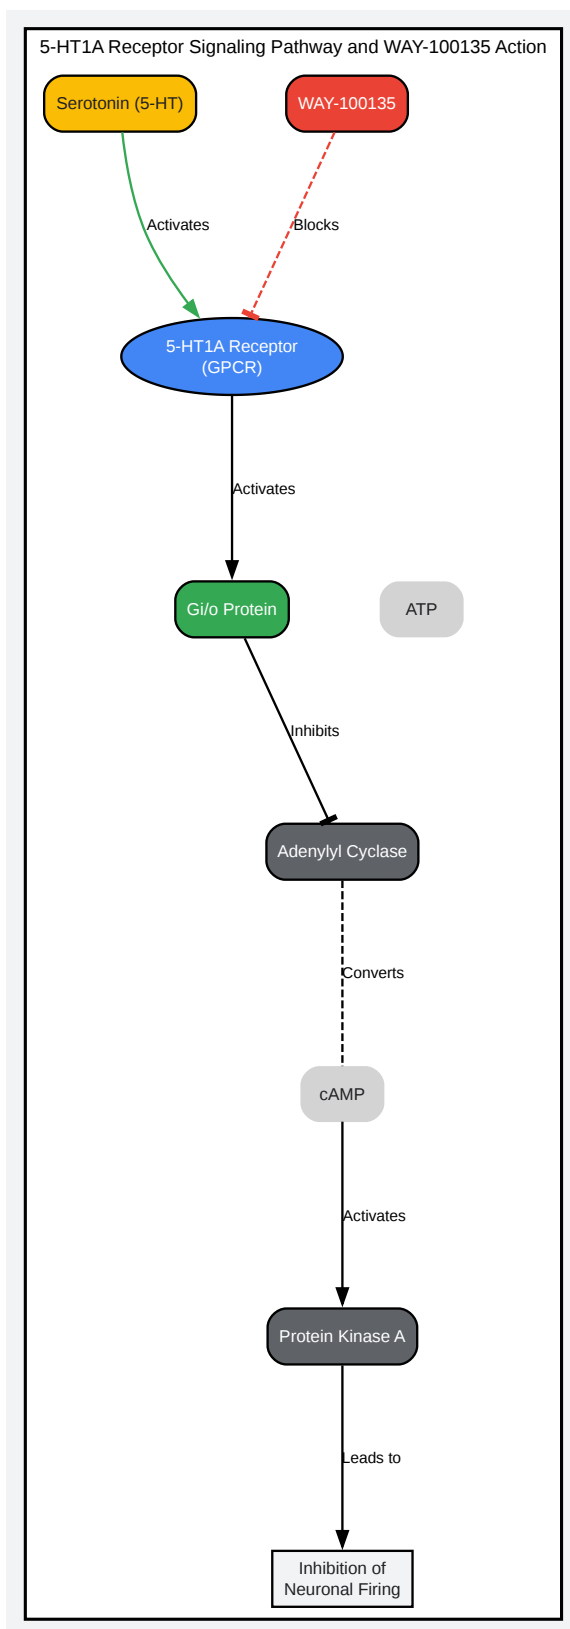 5-HT1A Receptor Signaling Pathway and WAY-100135 Action
Serotonin (5-HT)
WAY-100135
Activates
Blocks
5-HT1A Receptor
(GPCR)
Activates
Gi/o Protein
ATP
Inhibits
Adenylyl Cyclase
Converts
cAMP
Activates
Protein Kinase A
Leads to
Inhibition of
Neuronal Firing